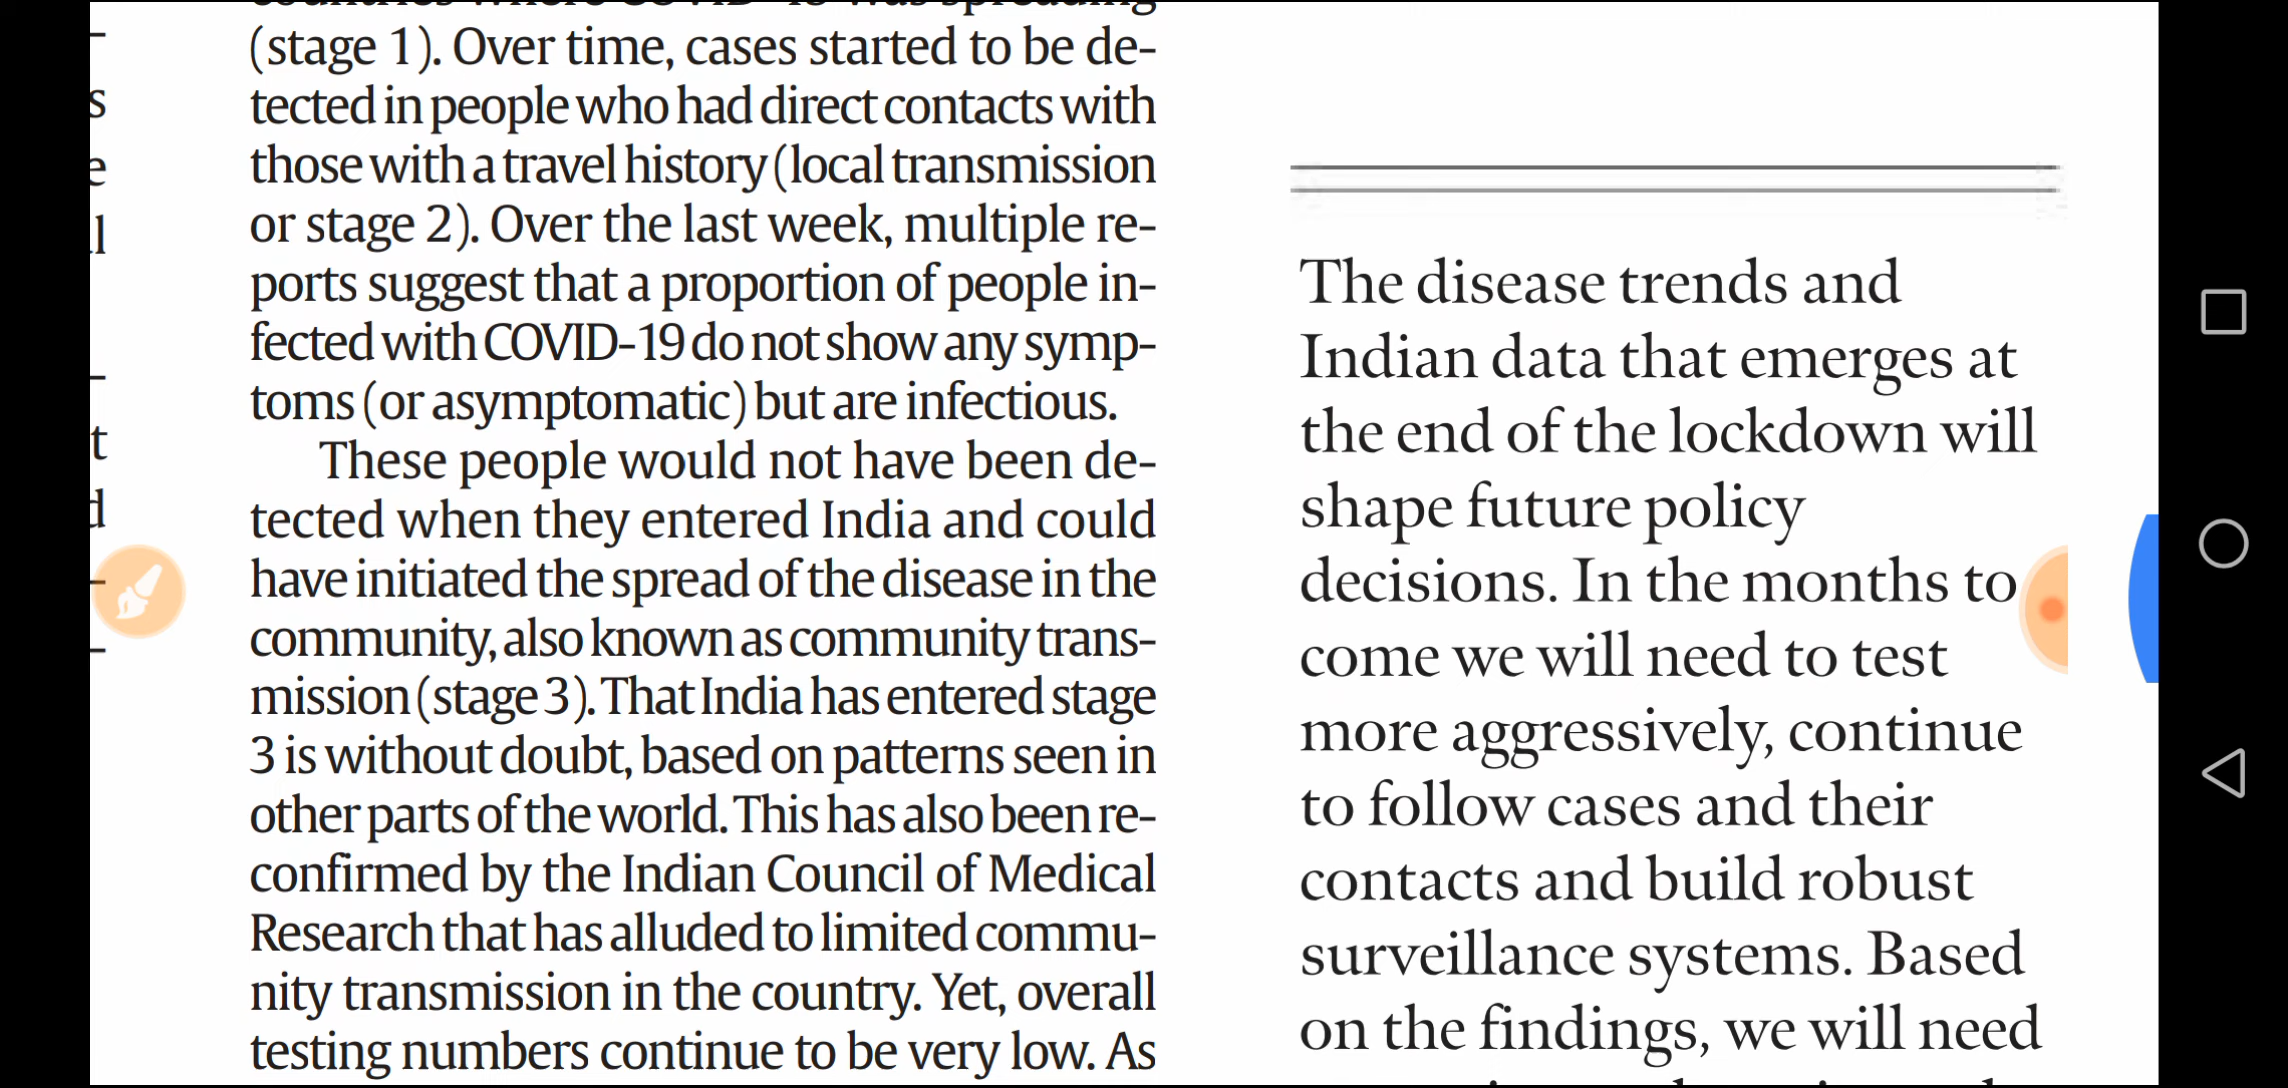 (stage 1). Over time, cases started to be de-
tected in people who had direct contacts with
those with a travel history (local transmission
or stage 2). Over the last week, multiple re-
ports suggest that a proportion of people in-
fected with COVID-19 do not show any symp-
toms (or asymptomatic) but are infectious.
These people would not have been de-
tected when they entered India and could
have initiated the spread of the disease in the
community, also known as community trans-
mission (stage 3). That India has entered stage
3 is without doubt, based on patterns seen in
other parts of the world. This has also been re-
confirmed by the Indian Council of Medical
Research that has alluded to limited commu-
nity transmission in the country. Yet, overall
testing numbers continue to be very low. As
The disease trends and
Indian data that emerges at
the end of the lockdown will
shape future policy
decisions. In the months to
come we will need to test
more aggressively, continue
to follow cases and their
contacts and build robust
surveillance systems. Based
on the findings, we will need